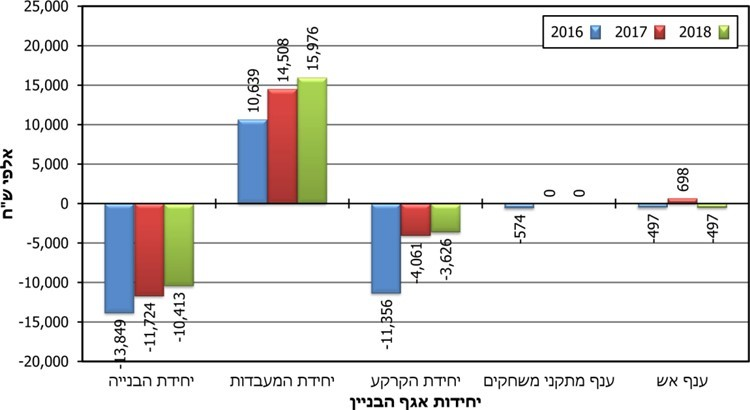 25,000
20,000
15,000
10,000
5,000
0
-5,000
-10,000
-15,000
-20,000
אלפי ש"ח
2016 2017 2018
-13,849 -11,724 -10,413
10,639 14,508 15,976
-11,356 -4,061 -3,626
-574 0 0
-497 698 -497
יחידת הבנייה
יחידת המעבדות
יחידת הקרקע
ענף מתקני משחקים
ענף אש
יחידות אגף הבניין